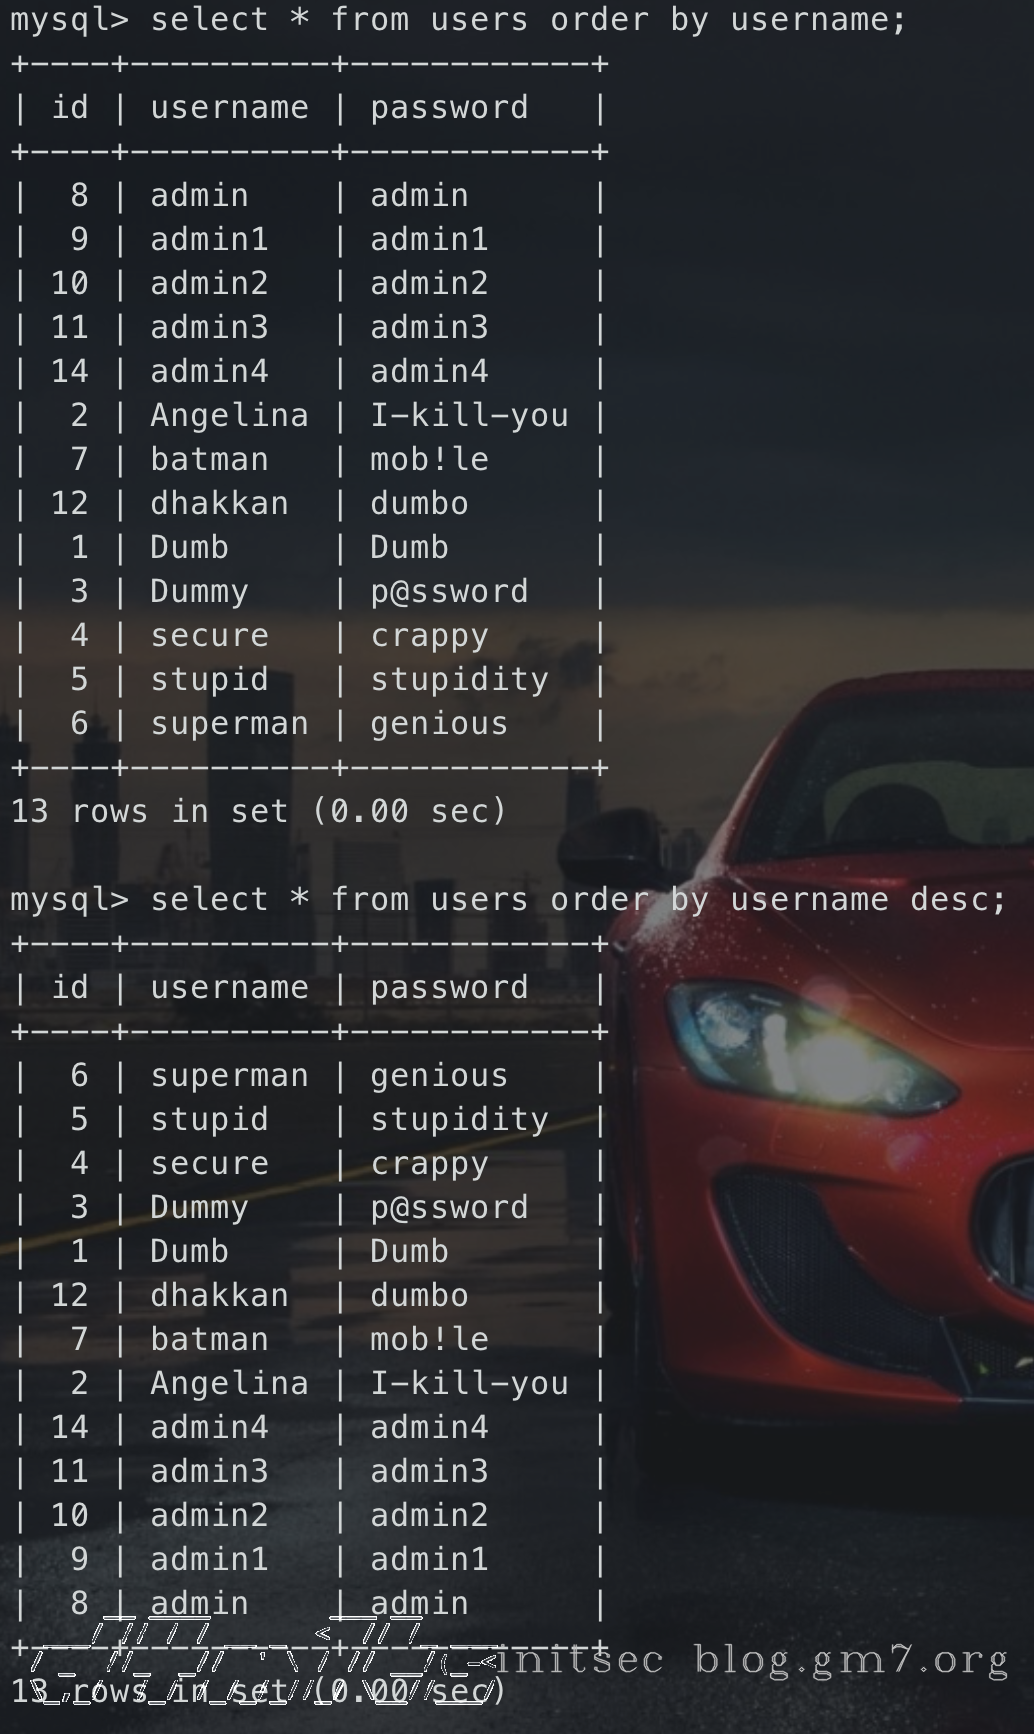 mysql> select * from users order by username;
+----+----------+------------+
| id | username | password   |
+----+----------+------------+
|  8 | admin    | admin      |
|  9 | admin1   | admin1     |
| 10 | admin2   | admin2     |
| 11 | admin3   | admin3     |
| 14 | admin4   | admin4     |
|  2 | Angelina | I-kill-you |
|  7 | batman   | mob!le     |
| 12 | dhakkan  | dumbo      |
|  1 | Dumb     | Dumb       |
|  3 | Dummy    | p@ssword   |
|  4 | secure   | crappy     |
|  5 | stupid   | stupidity  |
|  6 | superman | genious    |
+----+----------+------------+
13 rows in set (0.00 sec)
mysql> select * from users order by username desc;
+----+----------+------------+
| id | username | password   |
+----+----------+------------+
|  6 | superman | genious    |
|  5 | stupid   | stupidity  |
|  4 | secure   | crappy     |
|  3 | Dummy    | p@ssword   |
|  1 | Dumb     | Dumb       |
| 12 | dhakkan  | dumbo      |
|  7 | batman   | mob!le     |
|  2 | Angelina | I-kill-you |
| 14 | admin4   | admin4     |
| 11 | admin3   | admin3     |
| 10 | admin2   | admin2     |
|  9 | admin1   | admin1     |
|  8 | admin    | admin      |
+----+----------+------------+
initsec blog.gm7.org
13 rows in set (0.00 sec)